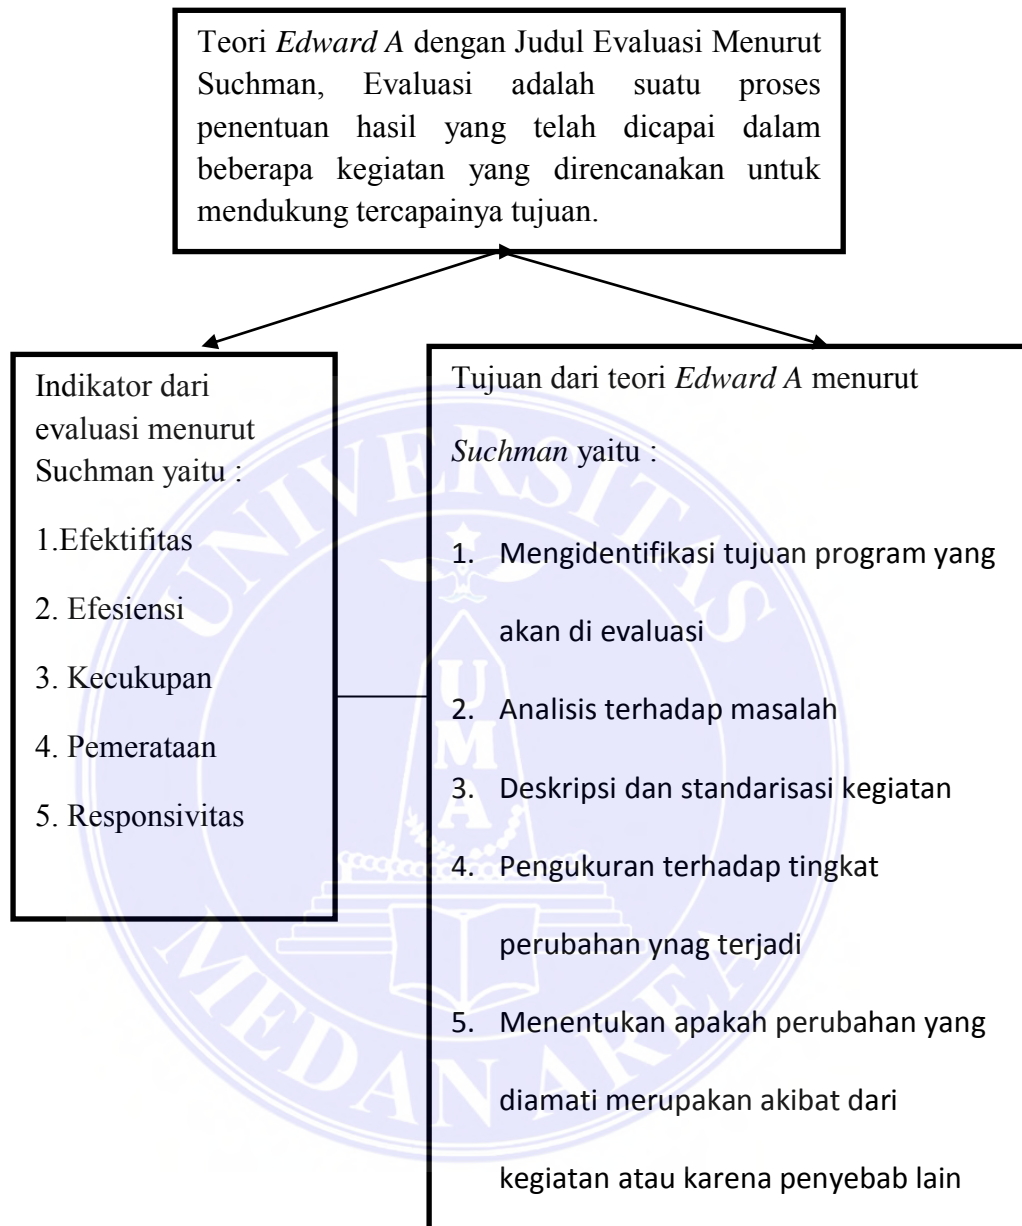 Teori Edward A dengan Judul Evaluasi Menurut
Suchman, Evaluasi adalah suatu proses
penentuan hasil yang telah dicapai dalam
beberapa kegiatan yang direncanakan untuk
mendukung tercapainya tujuan.
Indikator dari
evaluasi menurut
Suchman yaitu :
1.Efektifitas
2. Efesiensi
3. Kecukupan
4. Pemerataan
5. Responsivitas
Tujuan dari teori Edward A menurut
Suchman yaitu :
1. Mengidentifikasi tujuan program yang
akan di evaluasi
2. Analisis terhadap masalah
3. Deskripsi dan standarisasi kegiatan
4. Pengukuran terhadap tingkat
perubahan ynag terjadi
5. Menentukan apakah perubahan yang
diamati merupakan akibat dari
kegiatan atau karena penyebab lain
UNIVERSITAS
UMA
MEDAN AREA